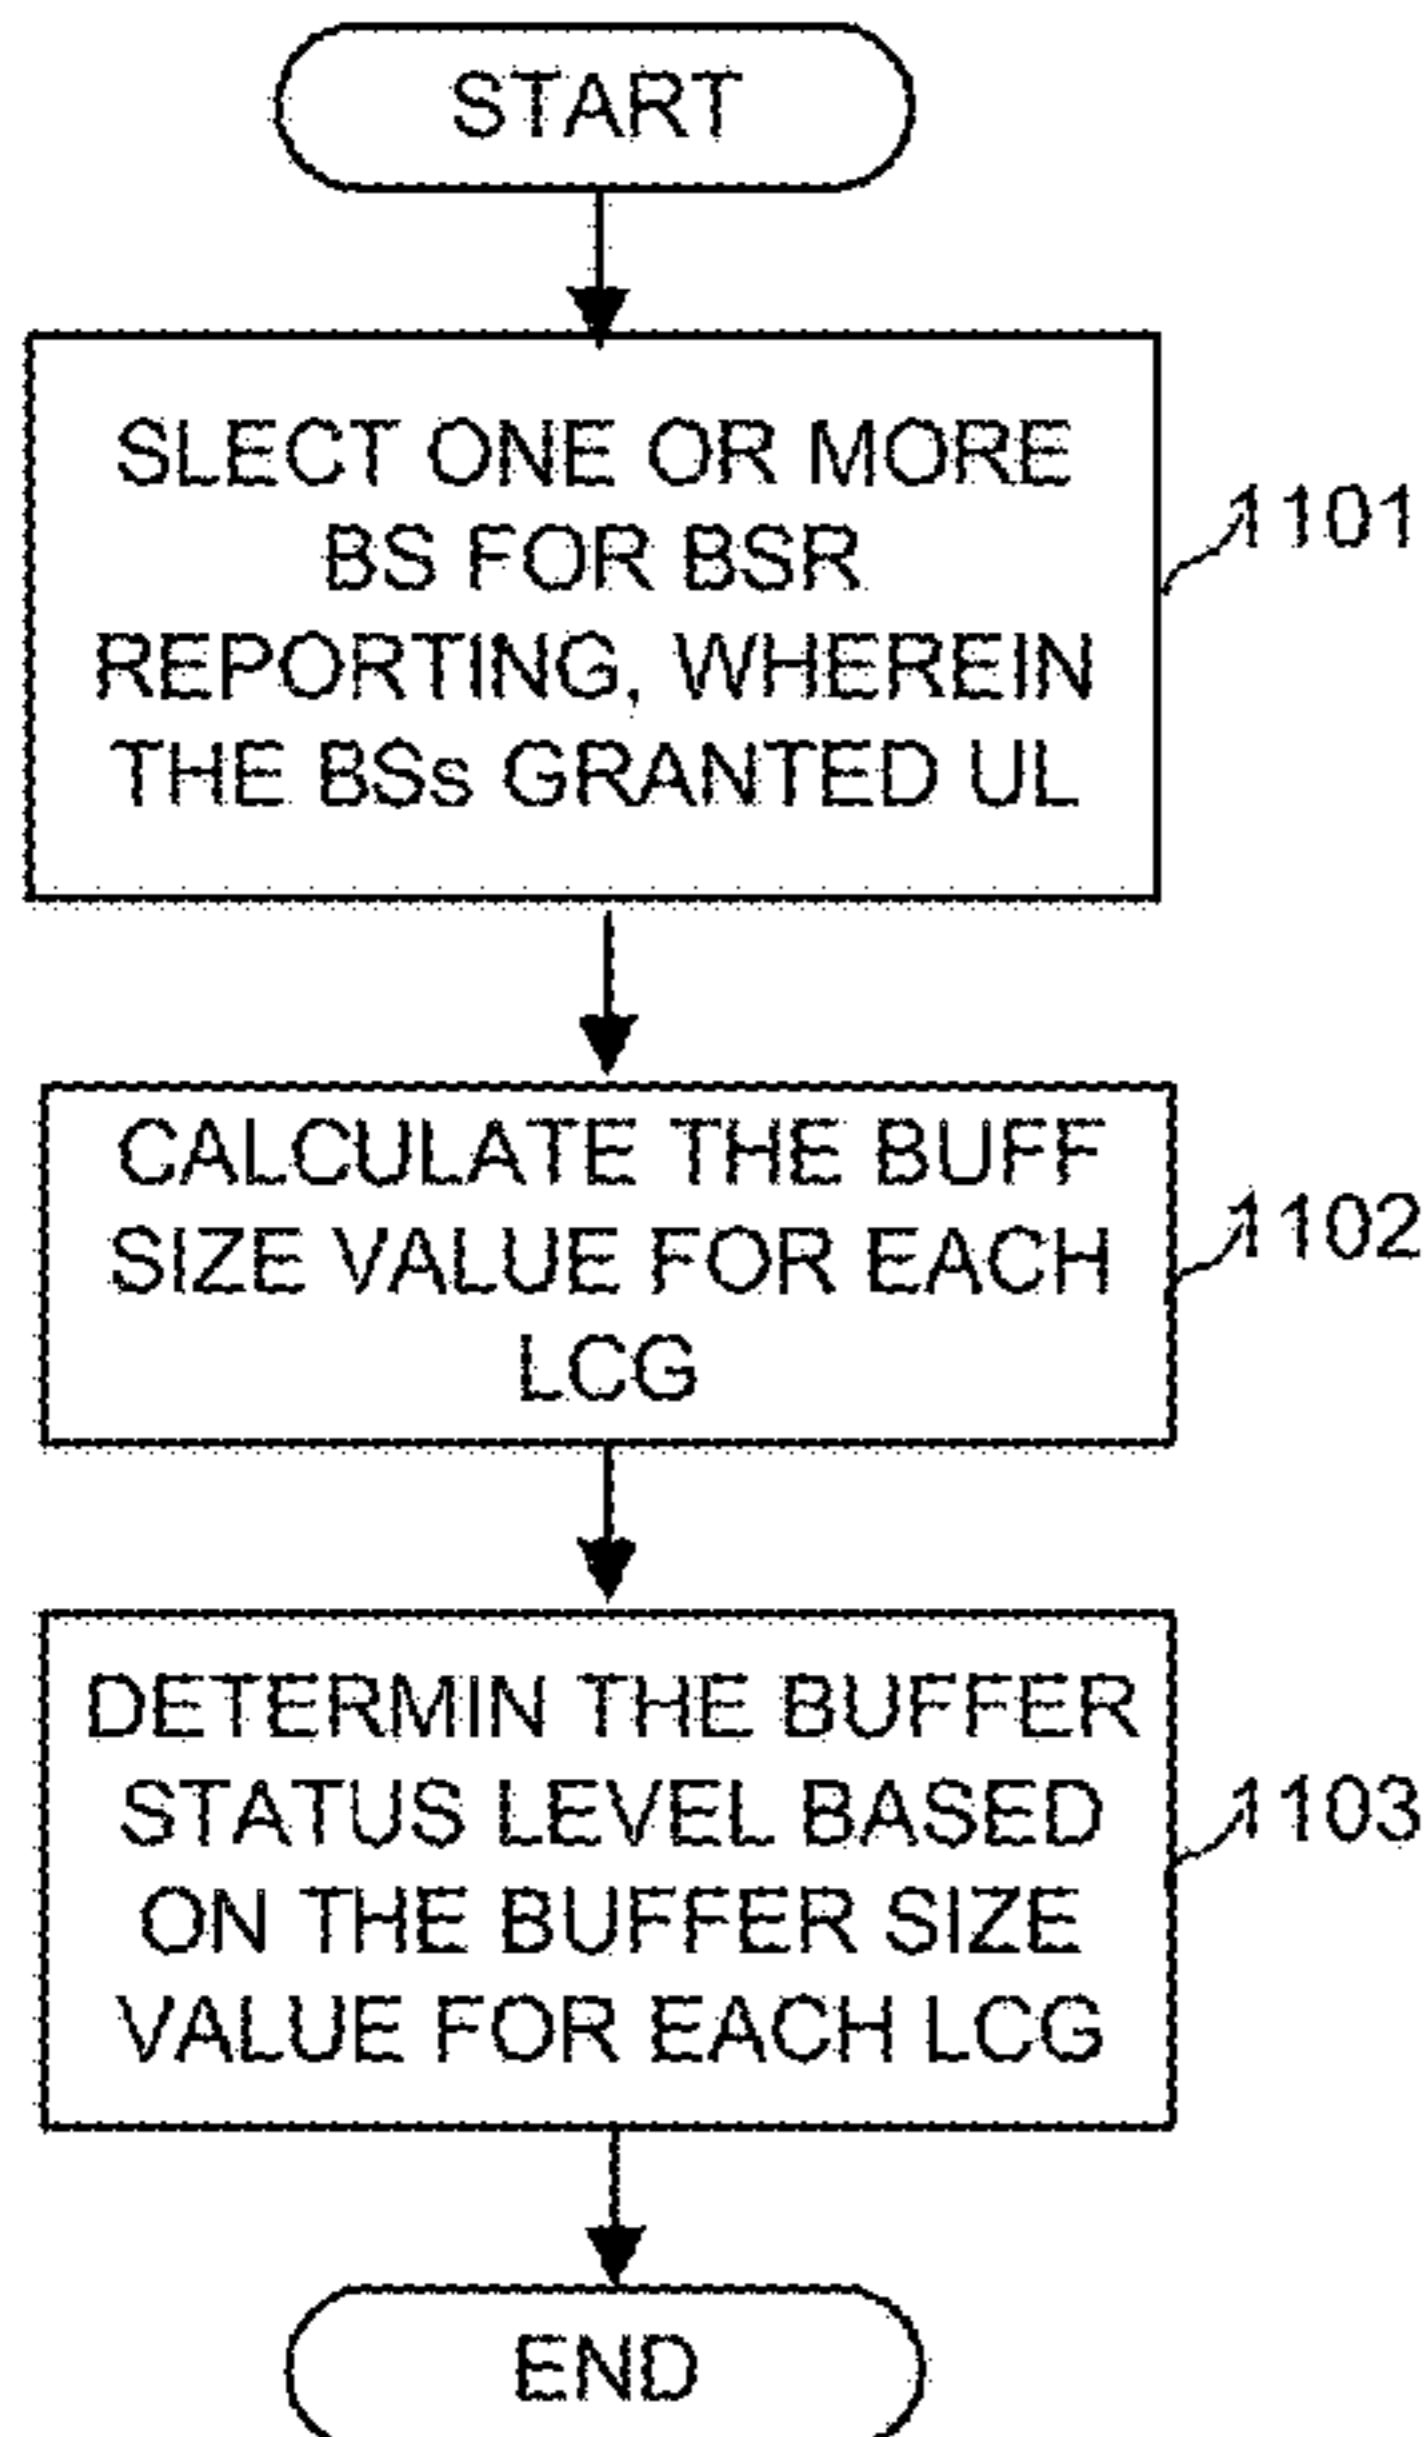 START
SLECT ONE OR MORE
BS FOR BSR
REPORTING, WHEREIN
THE BSs GRANTED UL
1101
CALCULATE THE BUFF
SIZE VALUE FOR EACH
LCG
1102
DETERMIN THE BUFFER
STATUS LEVEL BASED
ON THE BUFFER SIZE
VALUE FOR EACH LCG
1103
END